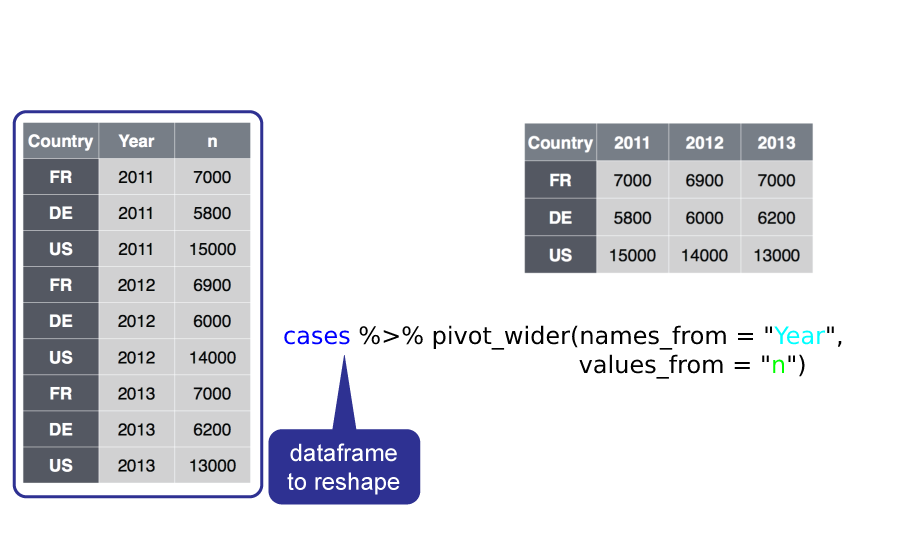 Country Year n
FR 2011 7000
DE 2011 5800
US 2011 15000
FR 2012 6900
DE 2012 6000
US 2012 14000
FR 2013 7000
DE 2013 6200
US 2013 13000
Country 2011 2012 2013
FR 7000 6900 7000
DE 5800 6000 6200
US 15000 14000 13000
cases %>% pivot_wider(names_from = "Year",
values_from = "n")
dataframe
to reshape